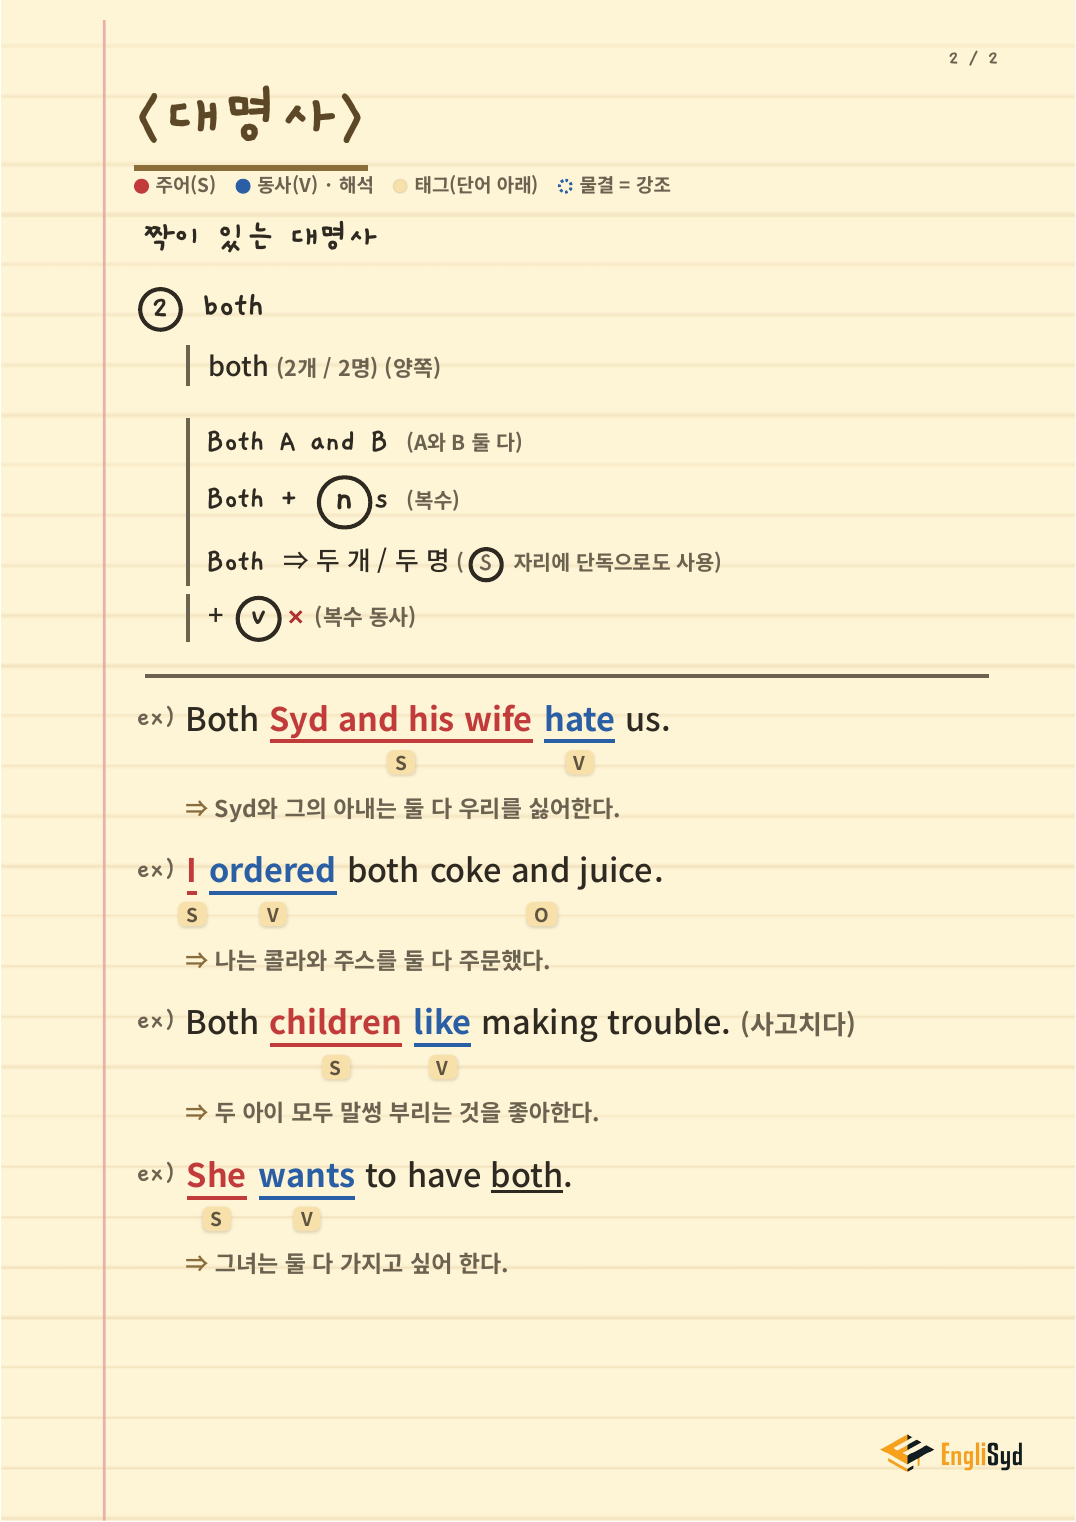 2 / 2
<대명사>
주어(S) 동사(V) · 해석 태그(단어 아래) 물결 = 강조
짝이 있는 대명사
2 both
both (2개 / 2명) (양쪽)
Both A and B (A와 B 둘 다)
Both + n s (복수)
Both ⇒ 두 개 / 두 명 ( S 자리에 단독으로도 사용)
+ v × (복수 동사)
ex) Both Syd and his wife hate us.
S V
⇒ Syd와 그의 아내는 둘 다 우리를 싫어한다.
ex) I ordered both coke and juice.
S V O
⇒ 나는 콜라와 주스를 둘 다 주문했다.
ex) Both children like making trouble. (사고치다)
S V
⇒ 두 아이 모두 말썽 부리는 것을 좋아한다.
ex) She wants to have both.
S V
⇒ 그녀는 둘 다 가지고 싶어 한다.
EngliSyd